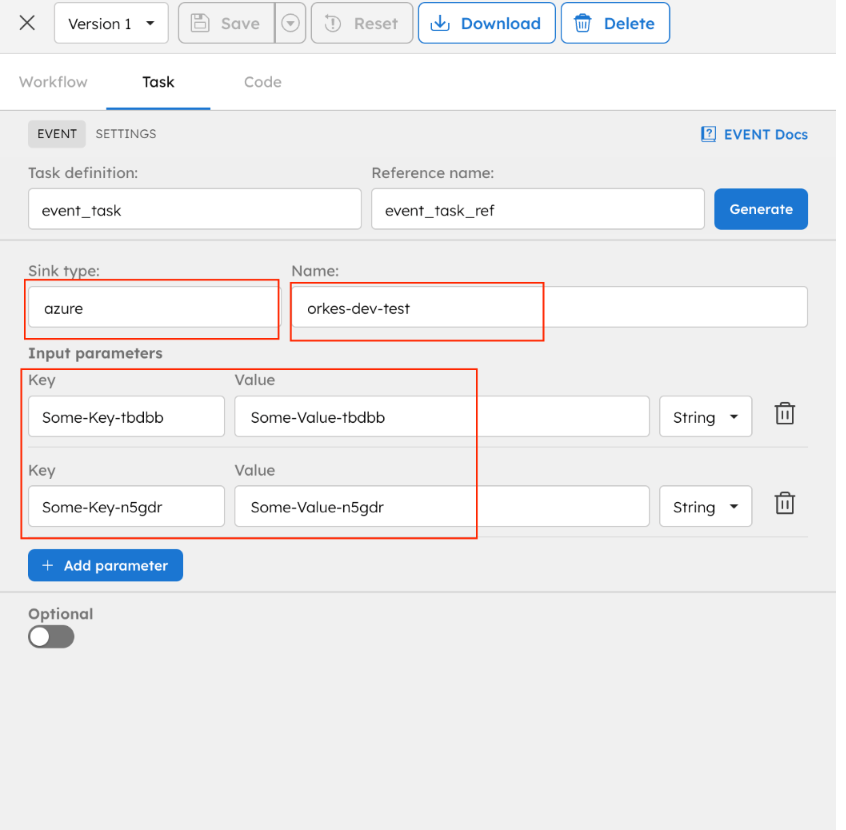 Version 1 Save Reset Download Delete
Workflow Task Code
EVENT SETTINGS EVENT Docs
Task definition: Reference name:
event_task event_task_ref Generate
Sink type: Name:
azure orkes-dev-test
Input parameters
Key Value
Some-Key-tbdbb Some-Value-tbdbb String
Key Value
Some-Key-n5gdr Some-Value-n5gdr String
+ Add parameter
Optional